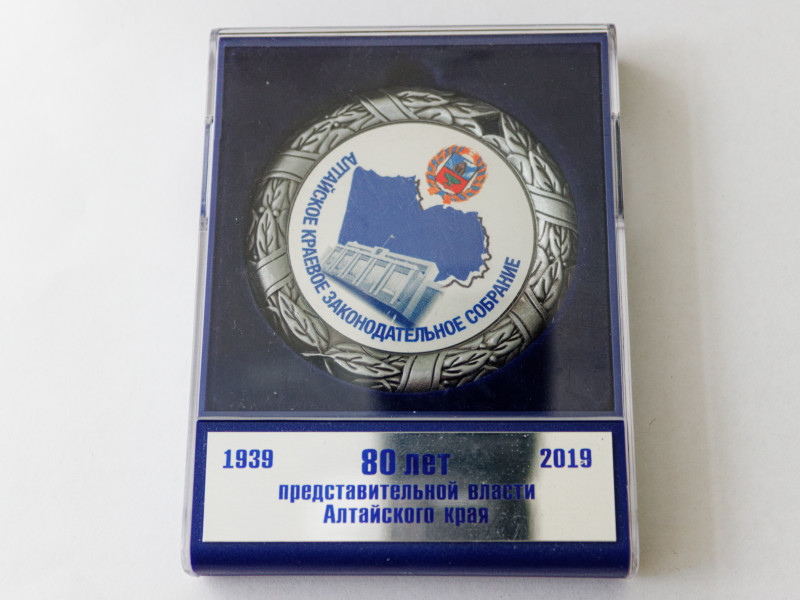 АЛТАЙСКОЕ КРАЕВОЕ ЗАКОНОДАТЕЛЬНОЕ СОБРАНИЕ
1939 80 лет 2019
представительной власти
Алтайского края